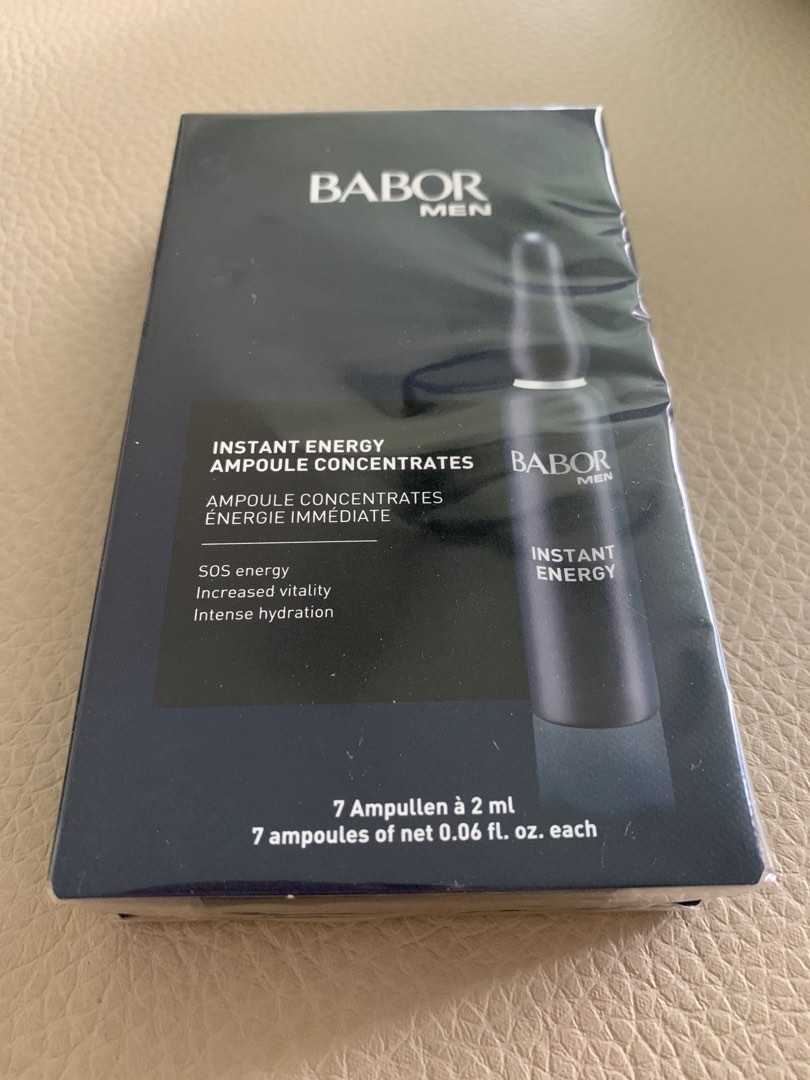 BABOR
MEN
INSTANT ENERGY
AMPOULE CONCENTRATES
AMPOULE CONCENTRATES
ÉNERGIE IMMÉDIATE
SOS energy
Increased vitality
Intense hydration
BABOR
MEN
INSTANT
ENERGY
7 Ampullen à 2 ml
7 ampoules of net 0.06 fl. oz. each